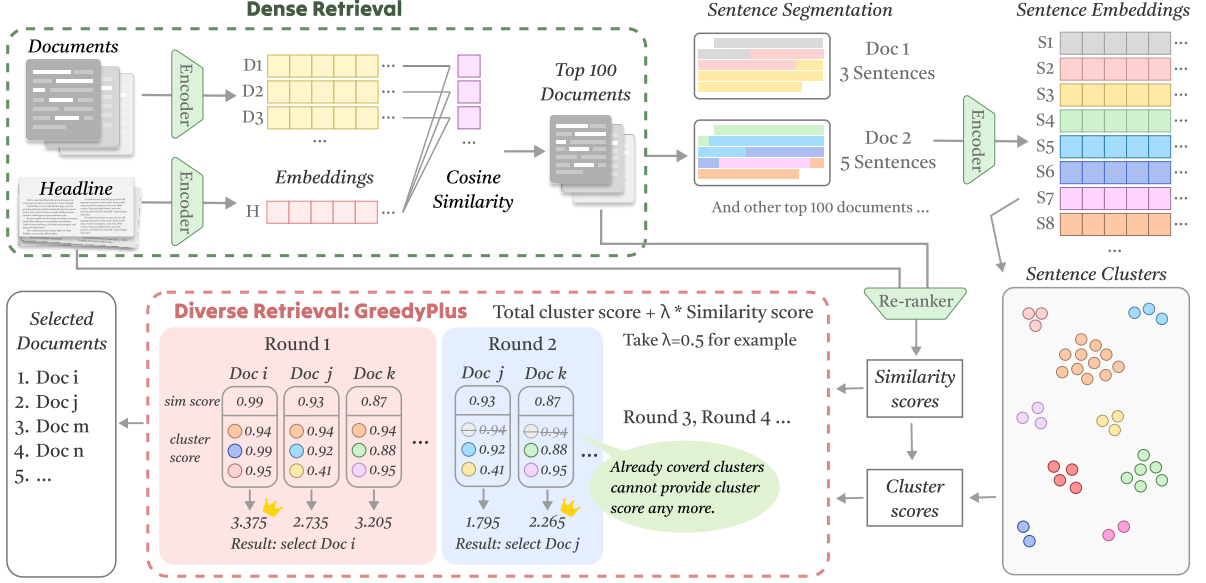 Dense Retrieval
Documents
Encoder
D1
...
D2
...
D3
...
...
Encoder
Headline
Embeddings
H
...
...
Cosine
Similarity
Top 100
Documents
Sentence Segmentation
Doc 1
3 Sentences
Doc 2
5 Sentences
And other top 100 documents ...
Encoder
Sentence Embeddings
S1
...
S2
...
S3
...
S4
...
S5
...
S6
...
S7
...
S8
...
...
Sentence Clusters
Re-ranker
Similarity
scores
Cluster
scores
Diverse Retrieval: GreedyPlus
Total cluster score + λ * Similarity score
Take λ=0.5 for example
Round 1
Doc i
Doc j
Doc k
sim score
0.99
0.93
0.87
cluster
score
0.94
0.99
0.95
0.94
0.92
0.41
0.94
0.88
0.95
...
3.375
2.735
3.205
Result: select Doc i
Round 2
Doc j
Doc k
0.93
0.87
0.94
0.92
0.41
0.94
0.88
0.95
...
1.795
2.265
Result: select Doc j
Round 3, Round 4 ...
Already coverd clusters
cannot provide cluster
score any more.
Selected
Documents
1. Doc i
2. Doc j
3. Doc m
4. Doc n
5. ...